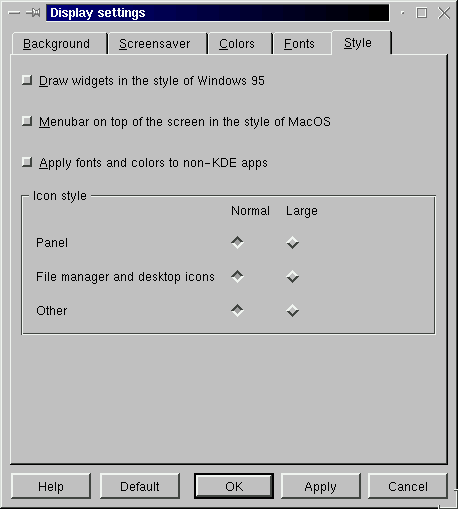 Display settings
Background Screensaver Colors Fonts Style
Draw widgets in the style of Windows 95
Menubar on top of the screen in the style of MacOS
Apply fonts and colors to non-KDE apps
Icon style
Normal Large
Panel
File manager and desktop icons
Other
Help Default OK Apply Cancel